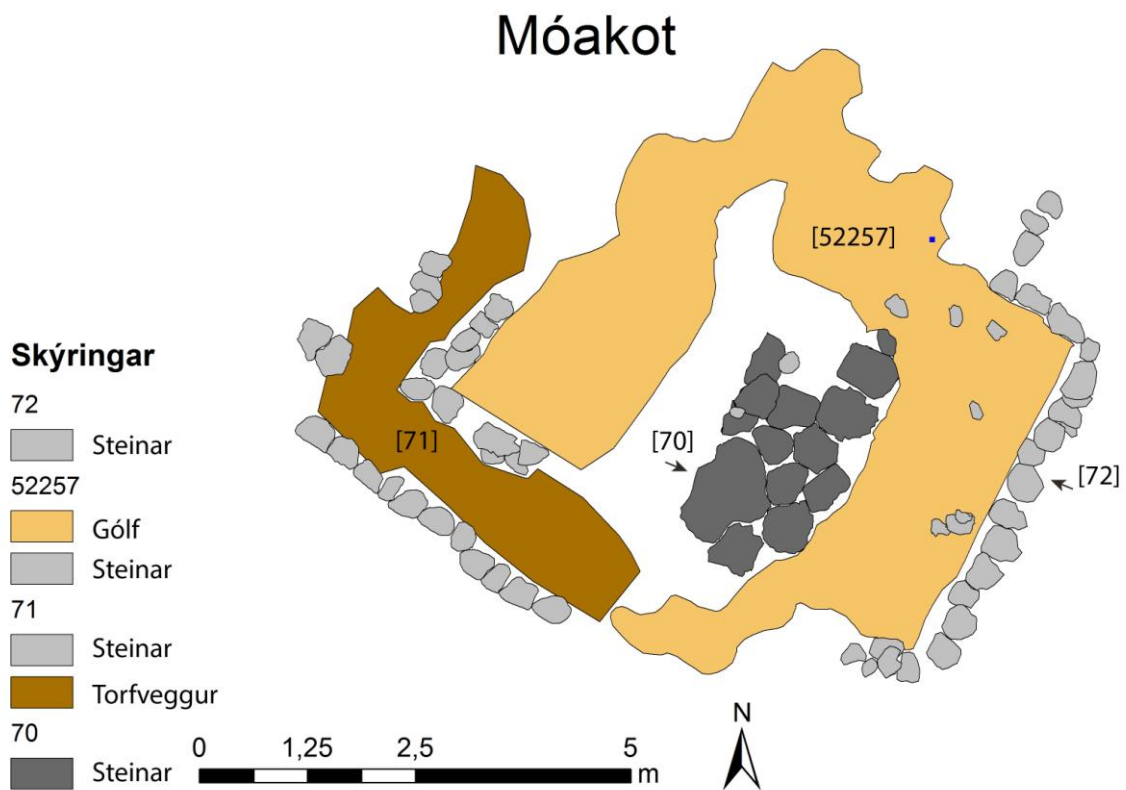 Móakot
[52257]
[71]
[70]
[72]
Skýringar
72
Steinar
52257
Gólf
Steinar
71
Steinar
Torfveggur
70
Steinar
0 1,25 2,5 5
m
N